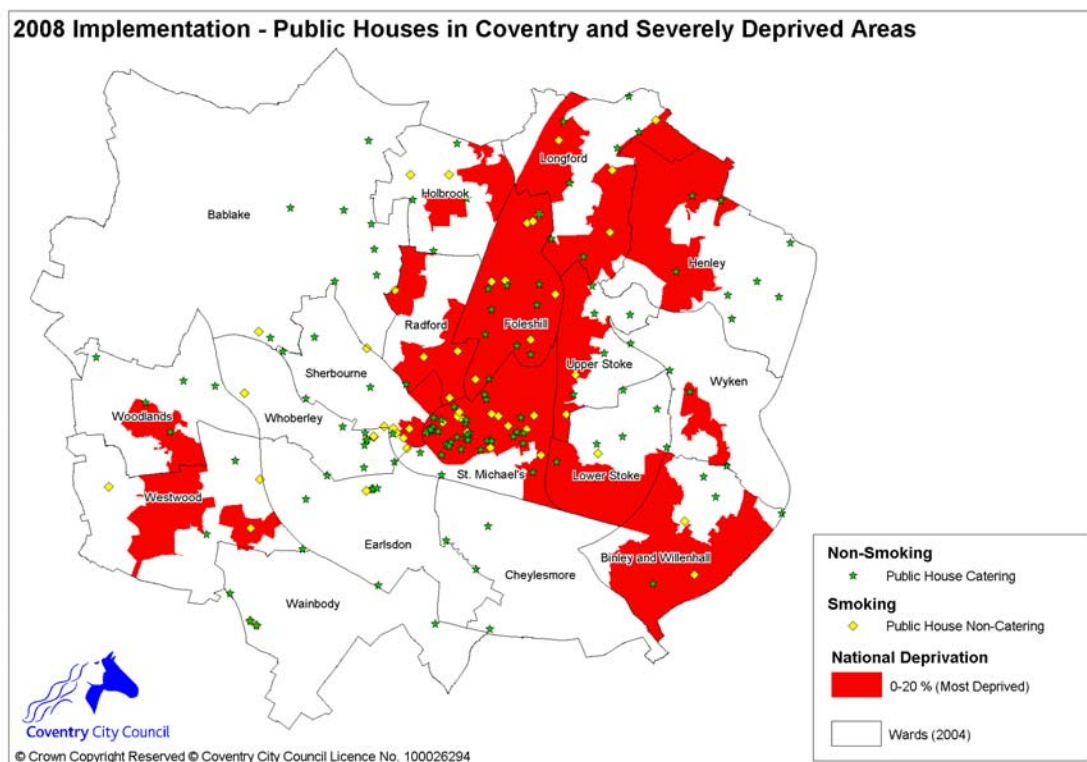 2008 Implementation - Public Houses in Coventry and Severely Deprived Areas
Longford
Holbrook
Bablake
Henley
Radford
Foleshill
Upper Stoke
Sherbourne
Wyken
Whoberley
Woodlands
St. Michael's
Lower Stoke
Westwood
Earlsdon
Binley and Willenhall
Cheylesmore
Wainbody
Non-Smoking
Public House Catering
Smoking
Public House Non-Catering
National Deprivation
0-20 % (Most Deprived)
Wards (2004)
Coventry City Council
© Crown Copyright Reserved © Coventry City Council Licence No. 100026294